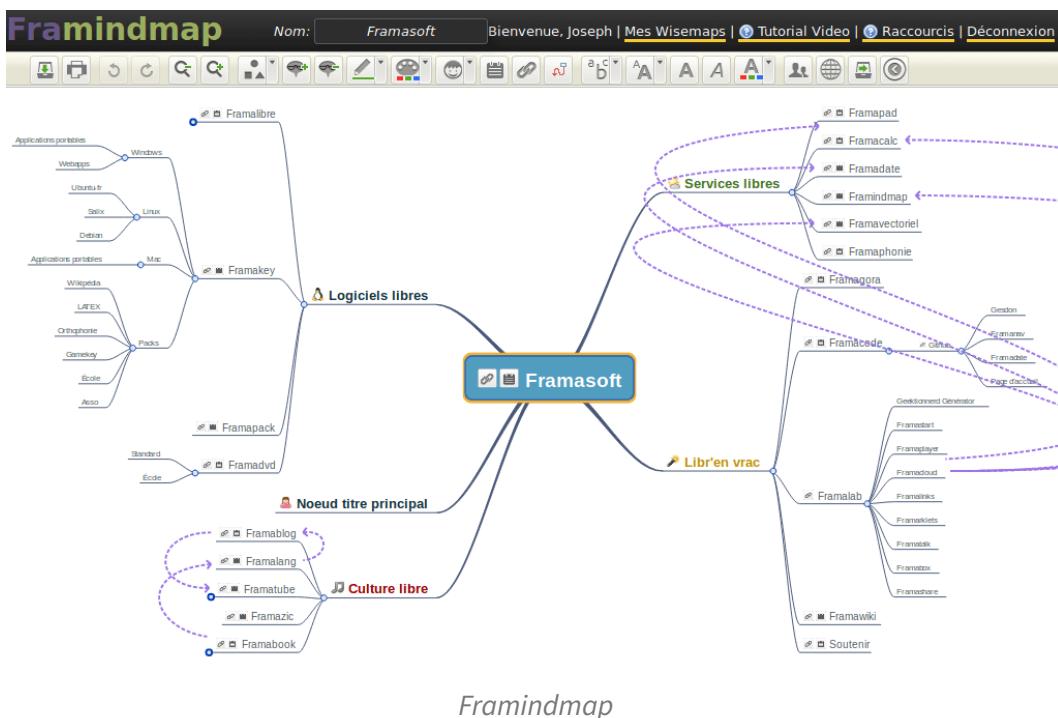 Framindmap
Nom: Framasoft
Bienvenue, Joseph | Mes Wisemaps | Tutorial Video | Raccourcis | Déconnexion
Framalibre
Applications portables
Windows
Webapps
Ubuntu-fr
Salix
Linux
Debian
Applications portables
Mac
Framakey
Wikipédia
LATEX
Orthophonie
Gamekey
École
Asso
Packs
Logiciels libres
Framapack
Standard
École
Framadvd
Noeud titre principal
Framablog
Framalang
Framatube
Framazic
Framabook
Culture libre
Framasoft
Services libres
Framapad
Framacalc
Framadate
Framindmap
Framavectoriel
Framaphonie
Libr'en vrac
Framagora
Framacode
Gesdon
Framanav
Framadate
Page d'accueil
Framalab
Geektionnerd Générator
Framastart
Framaplayer
Framacloud
Framalinks
Framarklets
Framatalk
Framabox
Framashare
Framawiki
Soutenir
Framindmap